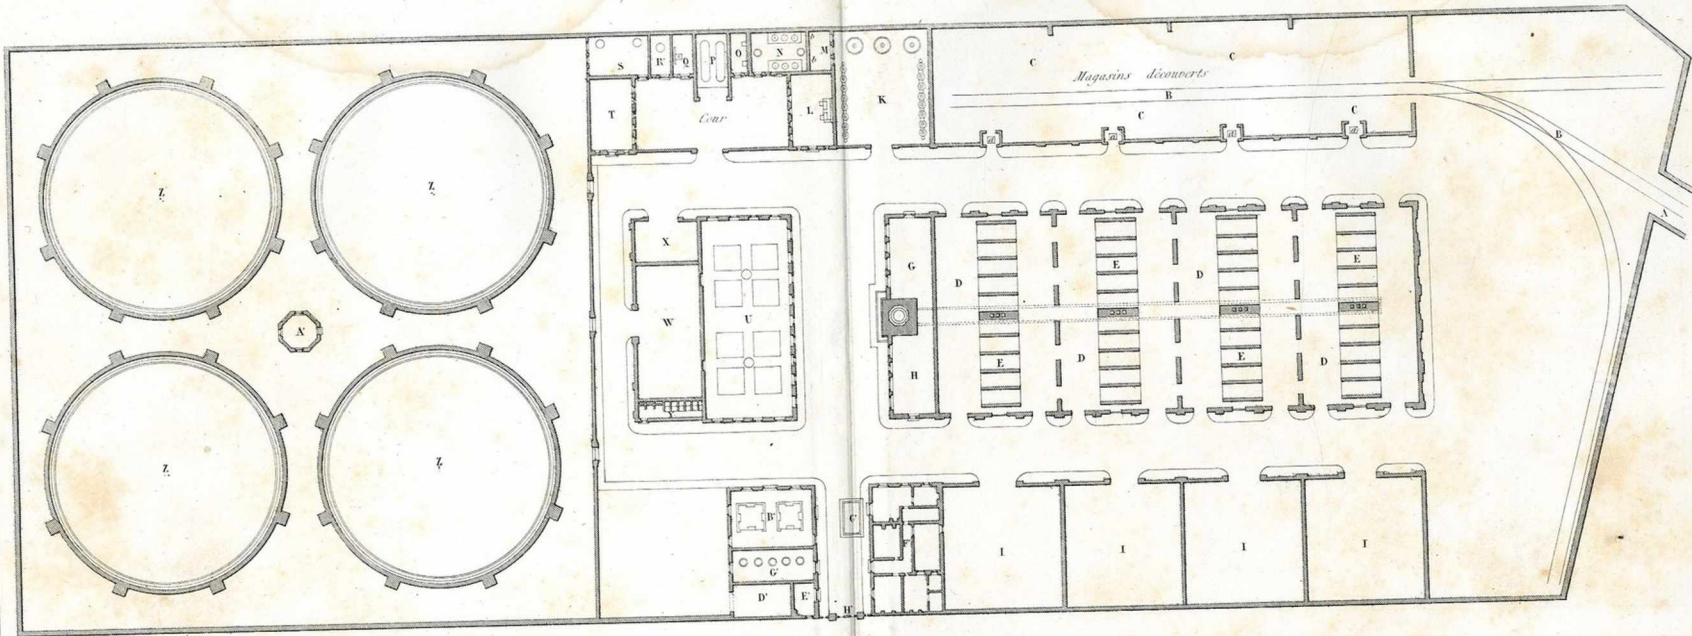 S
R'
Q
P
O
N
M
b
b
K
C
C
Magasins découverts
B
C
C
T
Cour
L
B
A
Z
Z
X
G
D
E
D
E
A'
W
U
H
E
D
E
D
Z
Z
B'
C'
F'
I
I
I
I
G'
D'
E'
H'